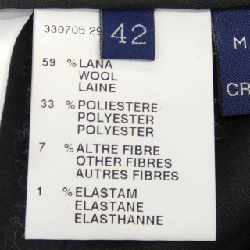 330705 29
42
M
CR
59 % LANA
WOOL
LAINE
33 % POLIESTERE
POLYESTER
POLYESTER
7 % ALTRE FIBRE
OTHER FIBRES
AUTRES FIBRES
1 % ELASTAM
ELASTANE
ELASTHANNE